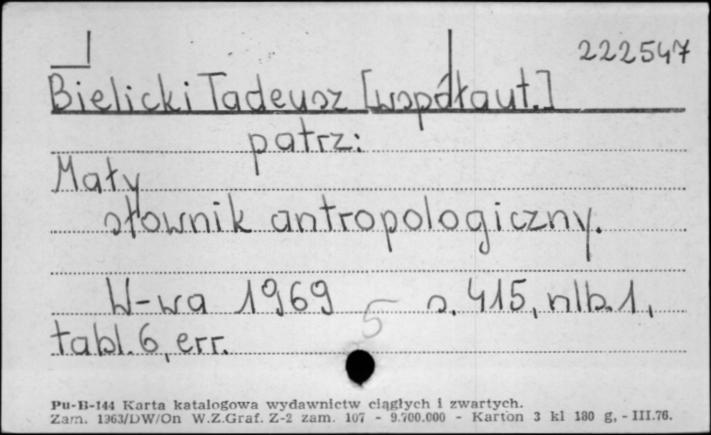 222547
Bielicki Tadeusz [współaut.]
patrz:
Mały
słownik antropologiczny.
W-wa 1969 s. 415, nlb. 1,
5
tabl. 6, err.
Pu-B-144 Karta katalogowa wydawnictw ciągłych i zwartych.
Zam. 1363/DW/On W.Z.Graf. Z-2 zam. 107 - 9.700.000 - Karton 3 kl 180 g, - III.76.